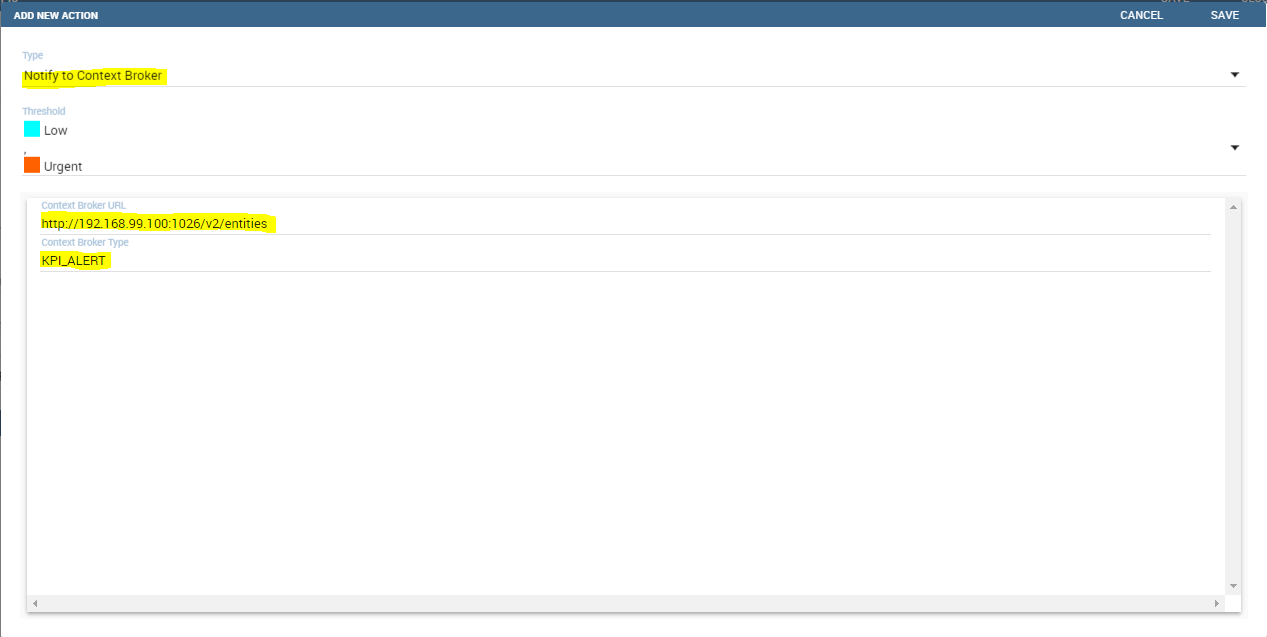 ADD NEW ACTION CANCEL SAVE
Type
Notify to Context Broker
Threshold
Low
,
Urgent
Context Broker URL
http://192.168.99.100:1026/v2/entities
Context Broker Type
KPI_ALERT